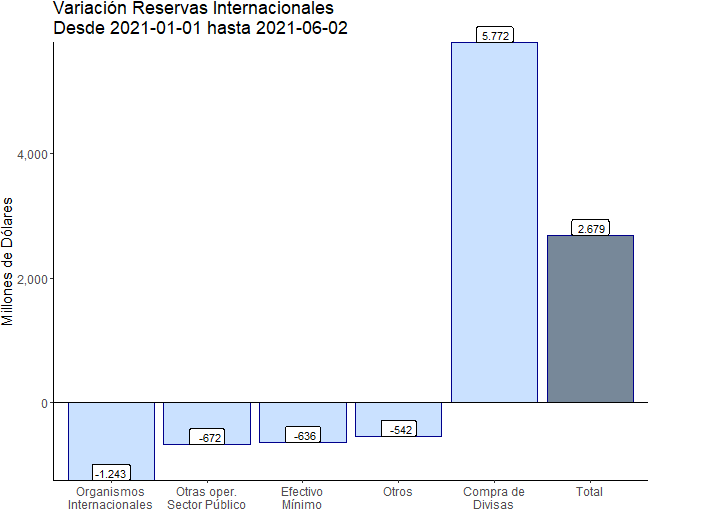 Variación Reservas Internacionales
Desde 2021-01-01 hasta 2021-06-02
Millones de Dólares
4,000
2,000
0
5.772
2.679
-1.243
-672
-636
-542
Organismos
Internacionales
Otras oper.
Sector Público
Efectivo
Mínimo
Otros
Compra de
Divisas
Total